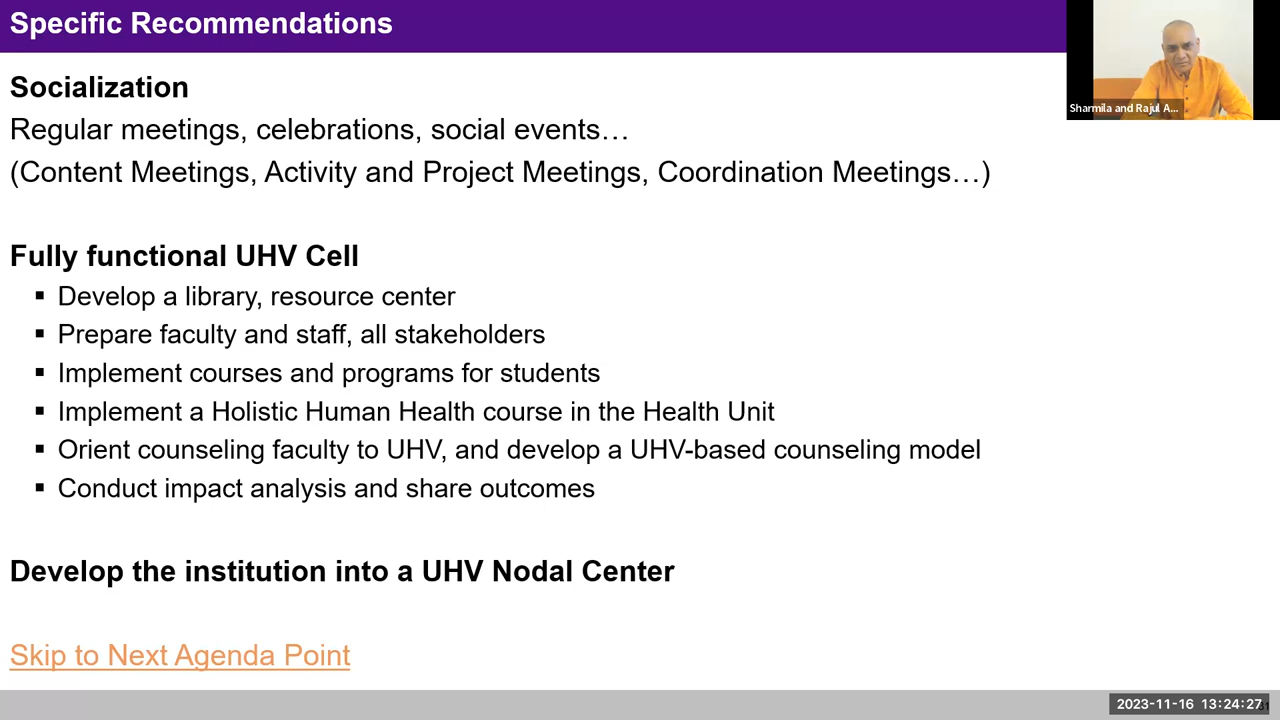 Specific Recommendations
Sharmila and Rajul A...
Socialization
Regular meetings, celebrations, social events…
(Content Meetings, Activity and Project Meetings, Coordination Meetings…)
Fully functional UHV Cell
▪ Develop a library, resource center
▪ Prepare faculty and staff, all stakeholders
▪ Implement courses and programs for students
▪ Implement a Holistic Human Health course in the Health Unit
▪ Orient counseling faculty to UHV, and develop a UHV-based counseling model
▪ Conduct impact analysis and share outcomes
Develop the institution into a UHV Nodal Center
Skip to Next Agenda Point
2023-11-16 13:24:27